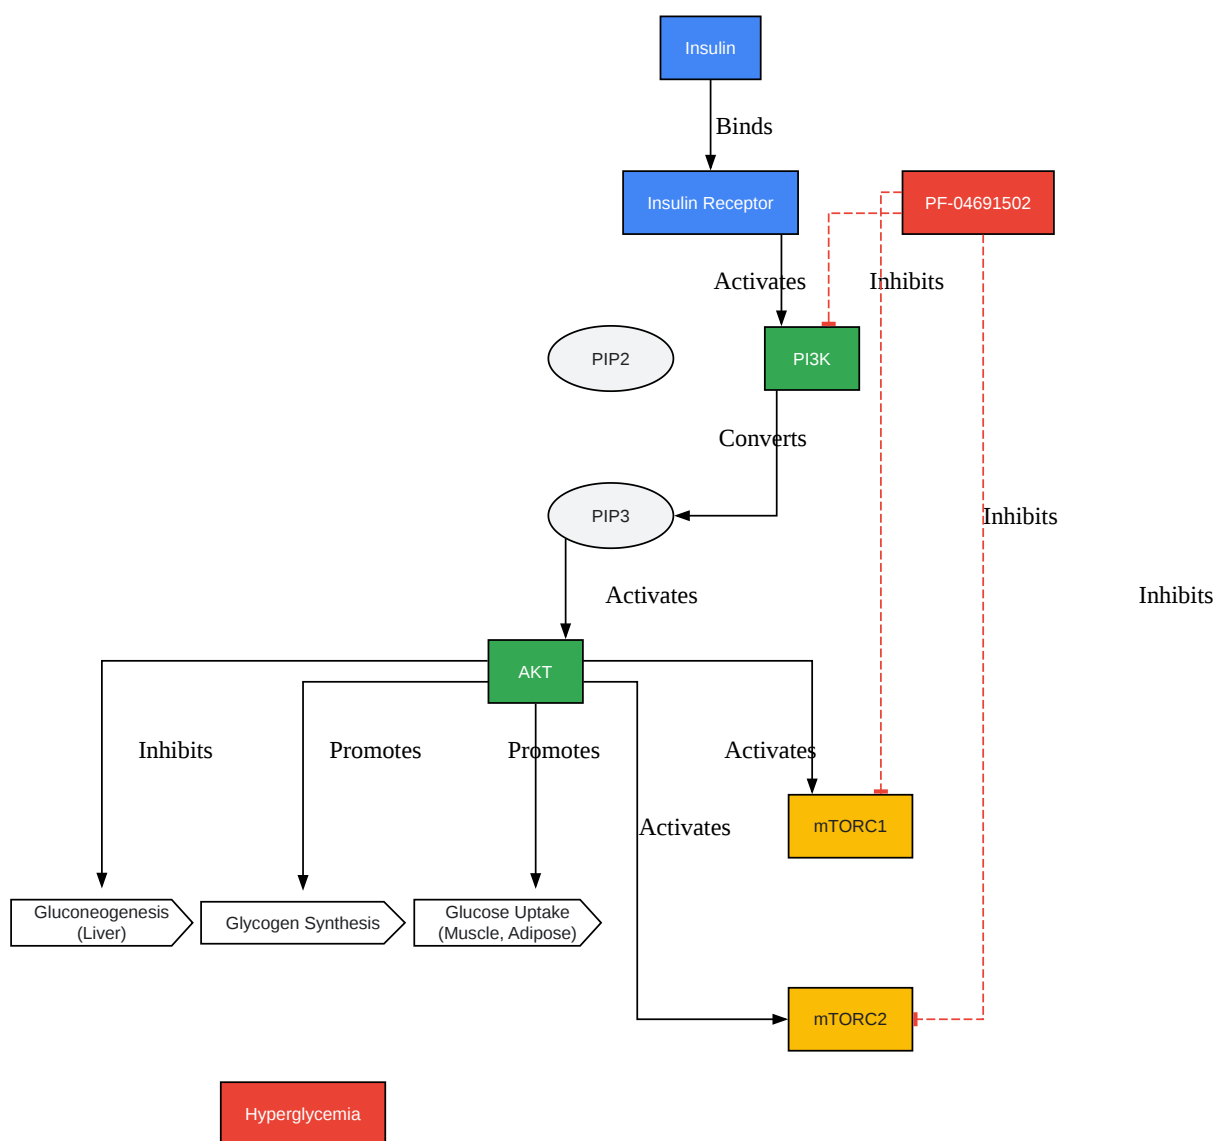 Insulin
Binds
Insulin Receptor
PF-04691502
Activates
Inhibits
PIP2
PI3K
Converts
PIP3
Inhibits
Activates
Inhibits
AKT
Inhibits
Promotes
Promotes
Activates
Activates
mTORC1
Gluconeogenesis
(Liver)
Glycogen Synthesis
Glucose Uptake
(Muscle, Adipose)
mTORC2
Hyperglycemia